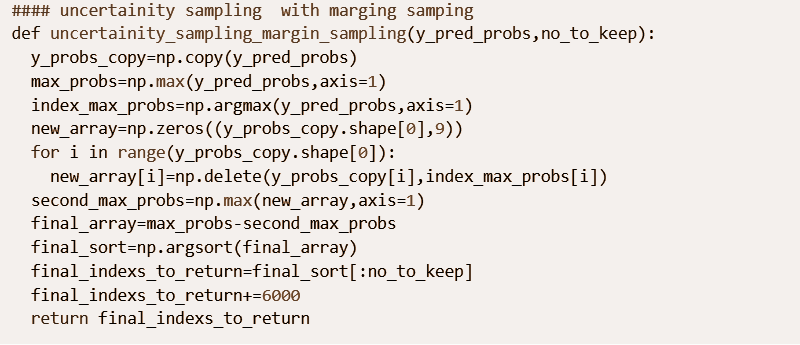 #### uncertainity sampling  with marging samping
def uncertainity_sampling_margin_sampling(y_pred_probs,no_to_keep):
  y_probs_copy=np.copy(y_pred_probs)
  max_probs=np.max(y_pred_probs,axis=1)
  index_max_probs=np.argmax(y_pred_probs,axis=1)
  new_array=np.zeros((y_probs_copy.shape[0],9))
  for i in range(y_probs_copy.shape[0]):
    new_array[i]=np.delete(y_probs_copy[i],index_max_probs[i])
  second_max_probs=np.max(new_array,axis=1)
  final_array=max_probs-second_max_probs
  final_sort=np.argsort(final_array)
  final_indexs_to_return=final_sort[:no_to_keep]
  final_indexs_to_return+=6000
  return final_indexs_to_return